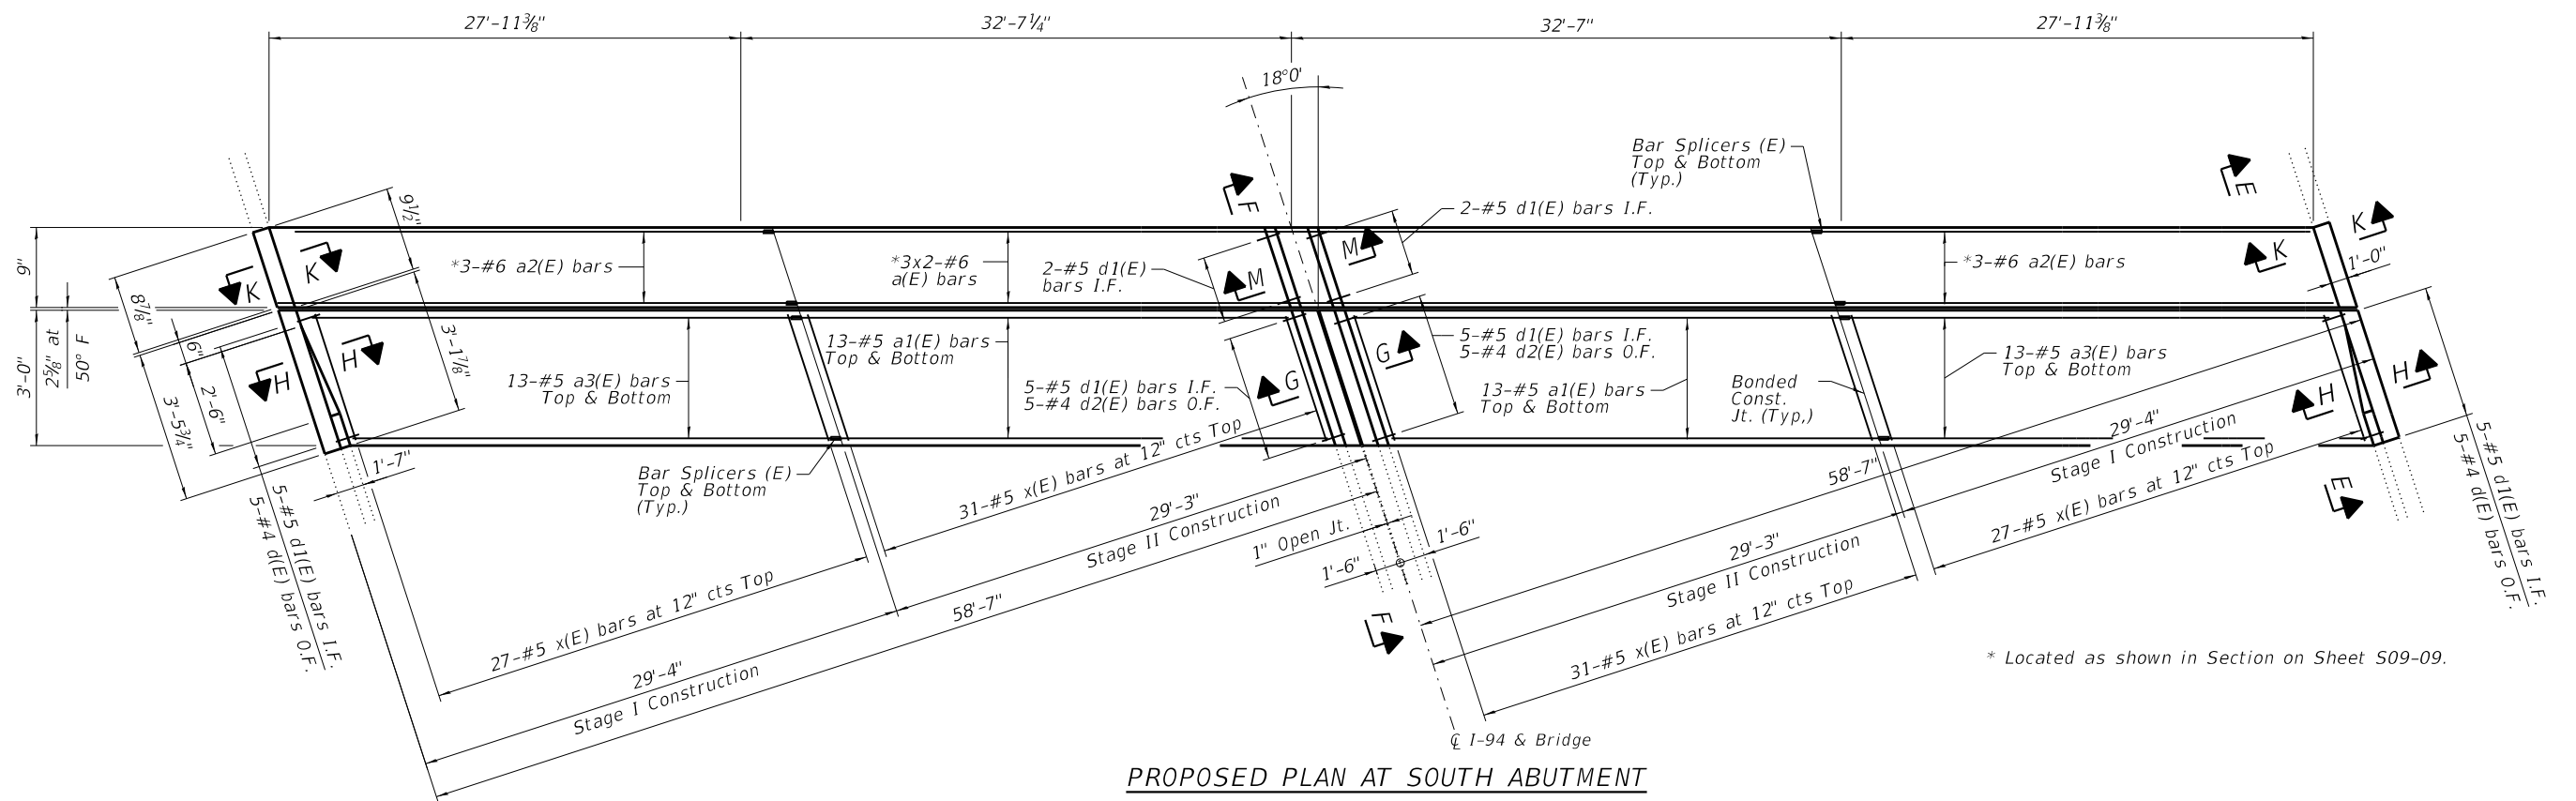 27'-11⅜"
32'-7¼"
32'-7"
27'-11⅜"
18°0'
Bar Splicers (E)
Top & Bottom
(Typ.)
E
F
2-#5 d1(E) bars I.F.
9½"
K
K
*3-#6 a2(E) bars
*3x2-#6
a(E) bars
2-#5 d1(E)
bars I.F.
M
M
*3-#6 a2(E) bars
K
K
1'-0"
9"
8⅞"
3'-0"
2⅝" at
50° F
6"
2'-6"
3'-5¾"
3'-1⅞"
H
H
13-#5 a3(E) bars
Top & Bottom
13-#5 a1(E) bars
Top & Bottom
5-#5 d1(E) bars I.F.
5-#4 d2(E) bars O.F.
G
G
5-#5 d1(E) bars I.F.
5-#4 d2(E) bars O.F.
13-#5 a1(E) bars
Top & Bottom
Bonded
Const.
Jt. (Typ,)
13-#5 a3(E) bars
Top & Bottom
H
H
1'-7"
5-#5 d1(E) bars I.F.
5-#4 d(E) bars O.F.
Bar Splicers (E)
Top & Bottom
(Typ.)
31-#5 x(E) bars at 12" cts Top
29'-3"
Stage II Construction
1" Open Jt.
1'-6"
1'-6"
58'-7"
29'-4"
Stage I Construction
27-#5 x(E) bars at 12" cts Top
E
5-#5 d1(E) bars I.F.
5-#4 d(E) bars O.F.
29'-3"
Stage II Construction
31-#5 x(E) bars at 12" cts Top
F
27-#5 x(E) bars at 12" cts Top
58'-7"
29'-4"
Stage I Construction
* Located as shown in Section on Sheet S09-09.
℄ I-94 & Bridge
PROPOSED PLAN AT SOUTH ABUTMENT